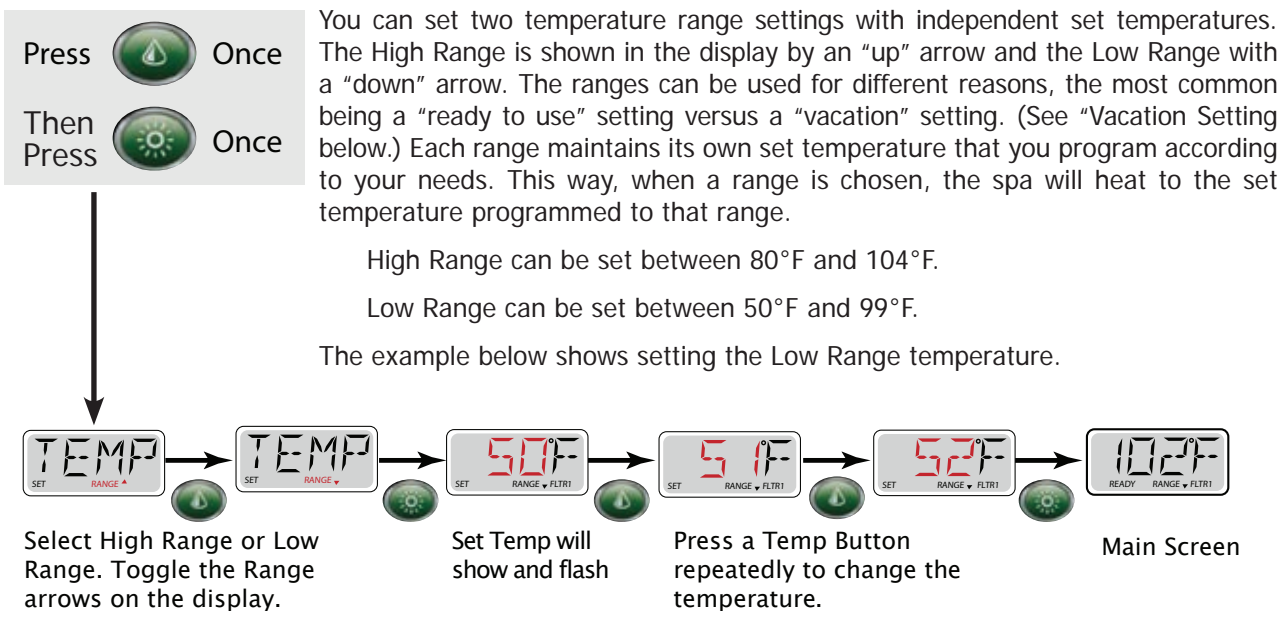 Press Once
Then
Press Once
You can set two temperature range settings with independent set temperatures.
The High Range is shown in the display by an “up” arrow and the Low Range with
a “down” arrow. The ranges can be used for different reasons, the most common
being a “ready to use” setting versus a “vacation” setting. (See “Vacation Setting
below.) Each range maintains its own set temperature that you program according
to your needs. This way, when a range is chosen, the spa will heat to the set
temperature programmed to that range.
High Range can be set between 80°F and 104°F.
Low Range can be set between 50°F and 99°F.
The example below shows setting the Low Range temperature.
TEMP
SET RANGE
TEMP
SET RANGE
50°F
SET RANGE FLTR1
51°F
SET RANGE FLTR1
52°F
SET RANGE FLTR1
102°F
READY RANGE FLTR1
Select High Range or Low
Range. Toggle the Range
arrows on the display.
Set Temp will
show and flash
Press a Temp Button
repeatedly to change the
temperature.
Main Screen